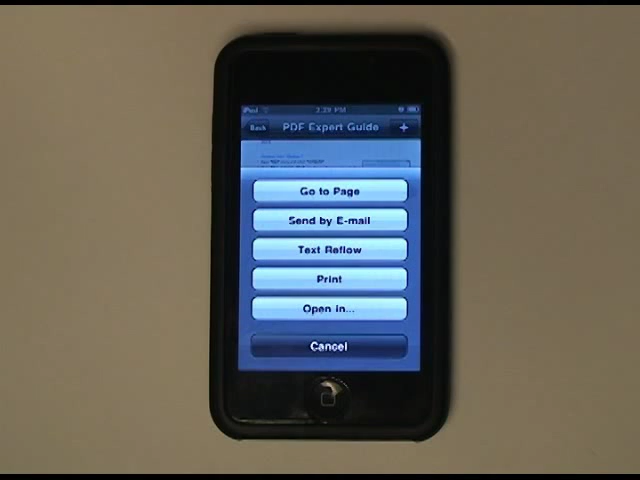 iPod 2:29 PM
Back PDF Expert Guide +
Go to Page
Send by E-mail
Text Reflow
Print
Open in...
Cancel